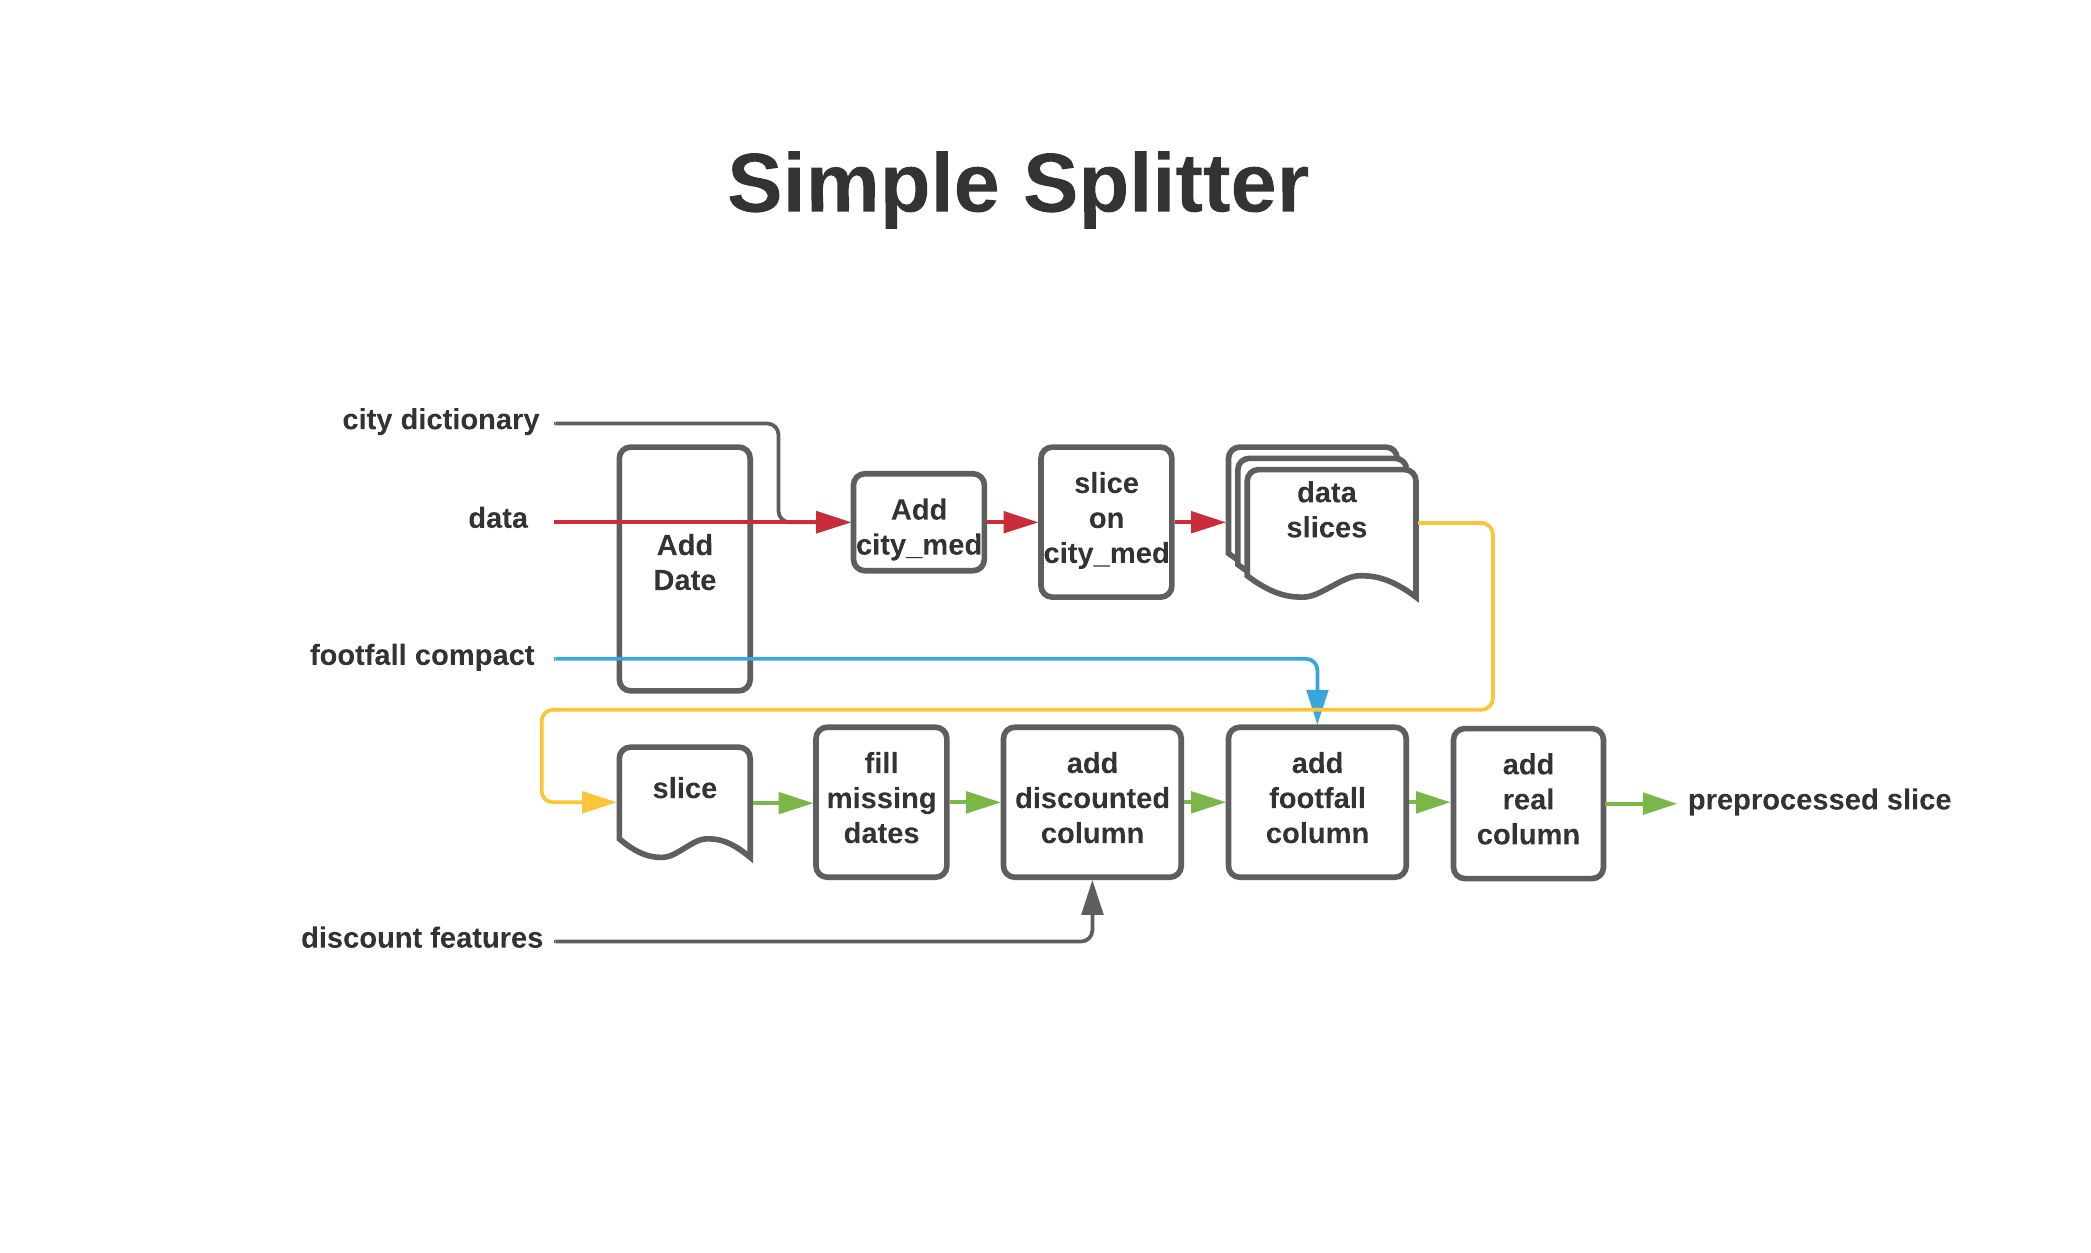 Simple Splitter
city dictionary
data
Add
Date
Add
city_med
slice
on
city_med
data
slices
footfall compact
slice
fill
missing
dates
add
discounted
column
add
footfall
column
add
real
column
preprocessed slice
discount features